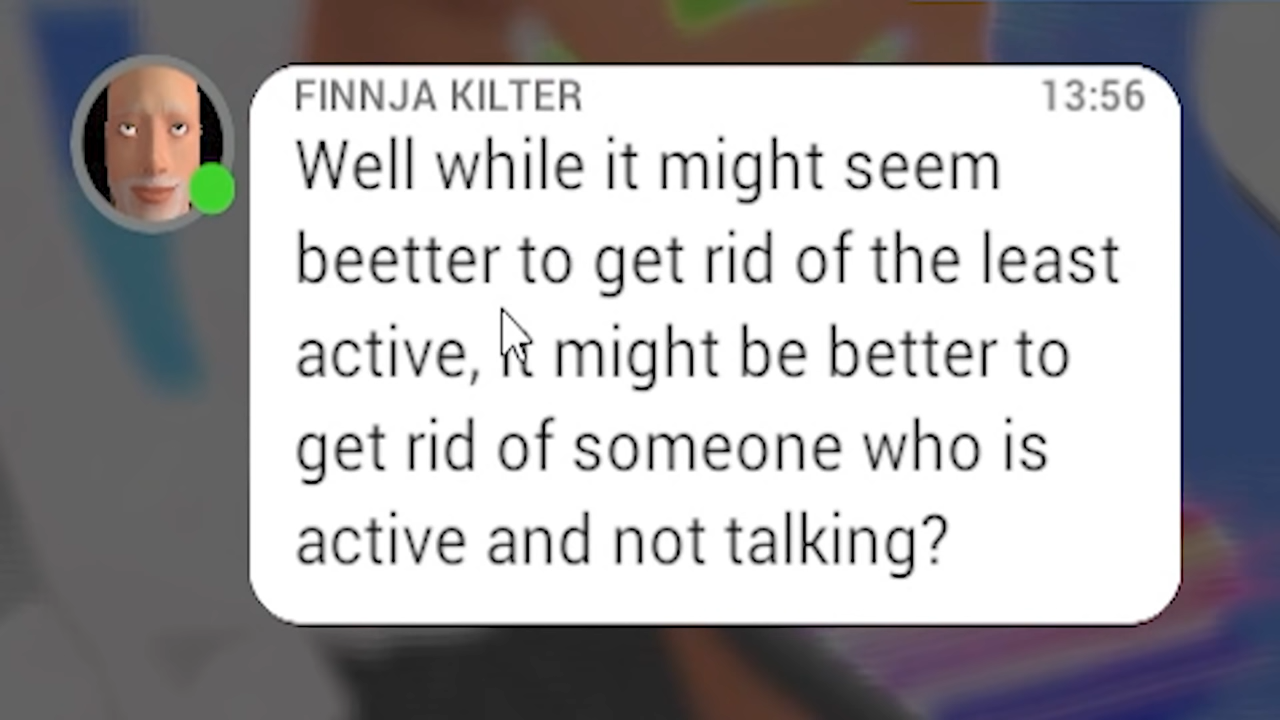 FINNJA KILTER 13:56
Well while it might seem
beetter to get rid of the least
active, it might be better to
get rid of someone who is
active and not talking?